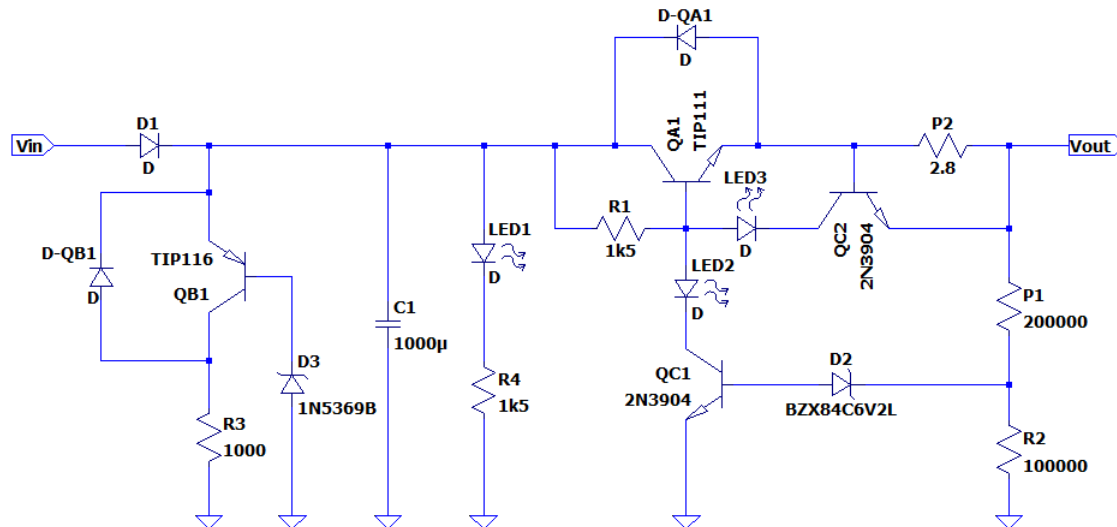 D-QA1
D
QA1
TIP111
Vin
D1
D
P2
2.8
Vout
LED3
D
R1
1k5
QC2
2N3904
D-QB1
D
TIP116
QB1
LED1
D
LED2
D
P1
200000
C1
1000µ
D3
1N5369B
R4
1k5
QC1
2N3904
D2
BZX84C6V2L
R3
1000
R2
100000